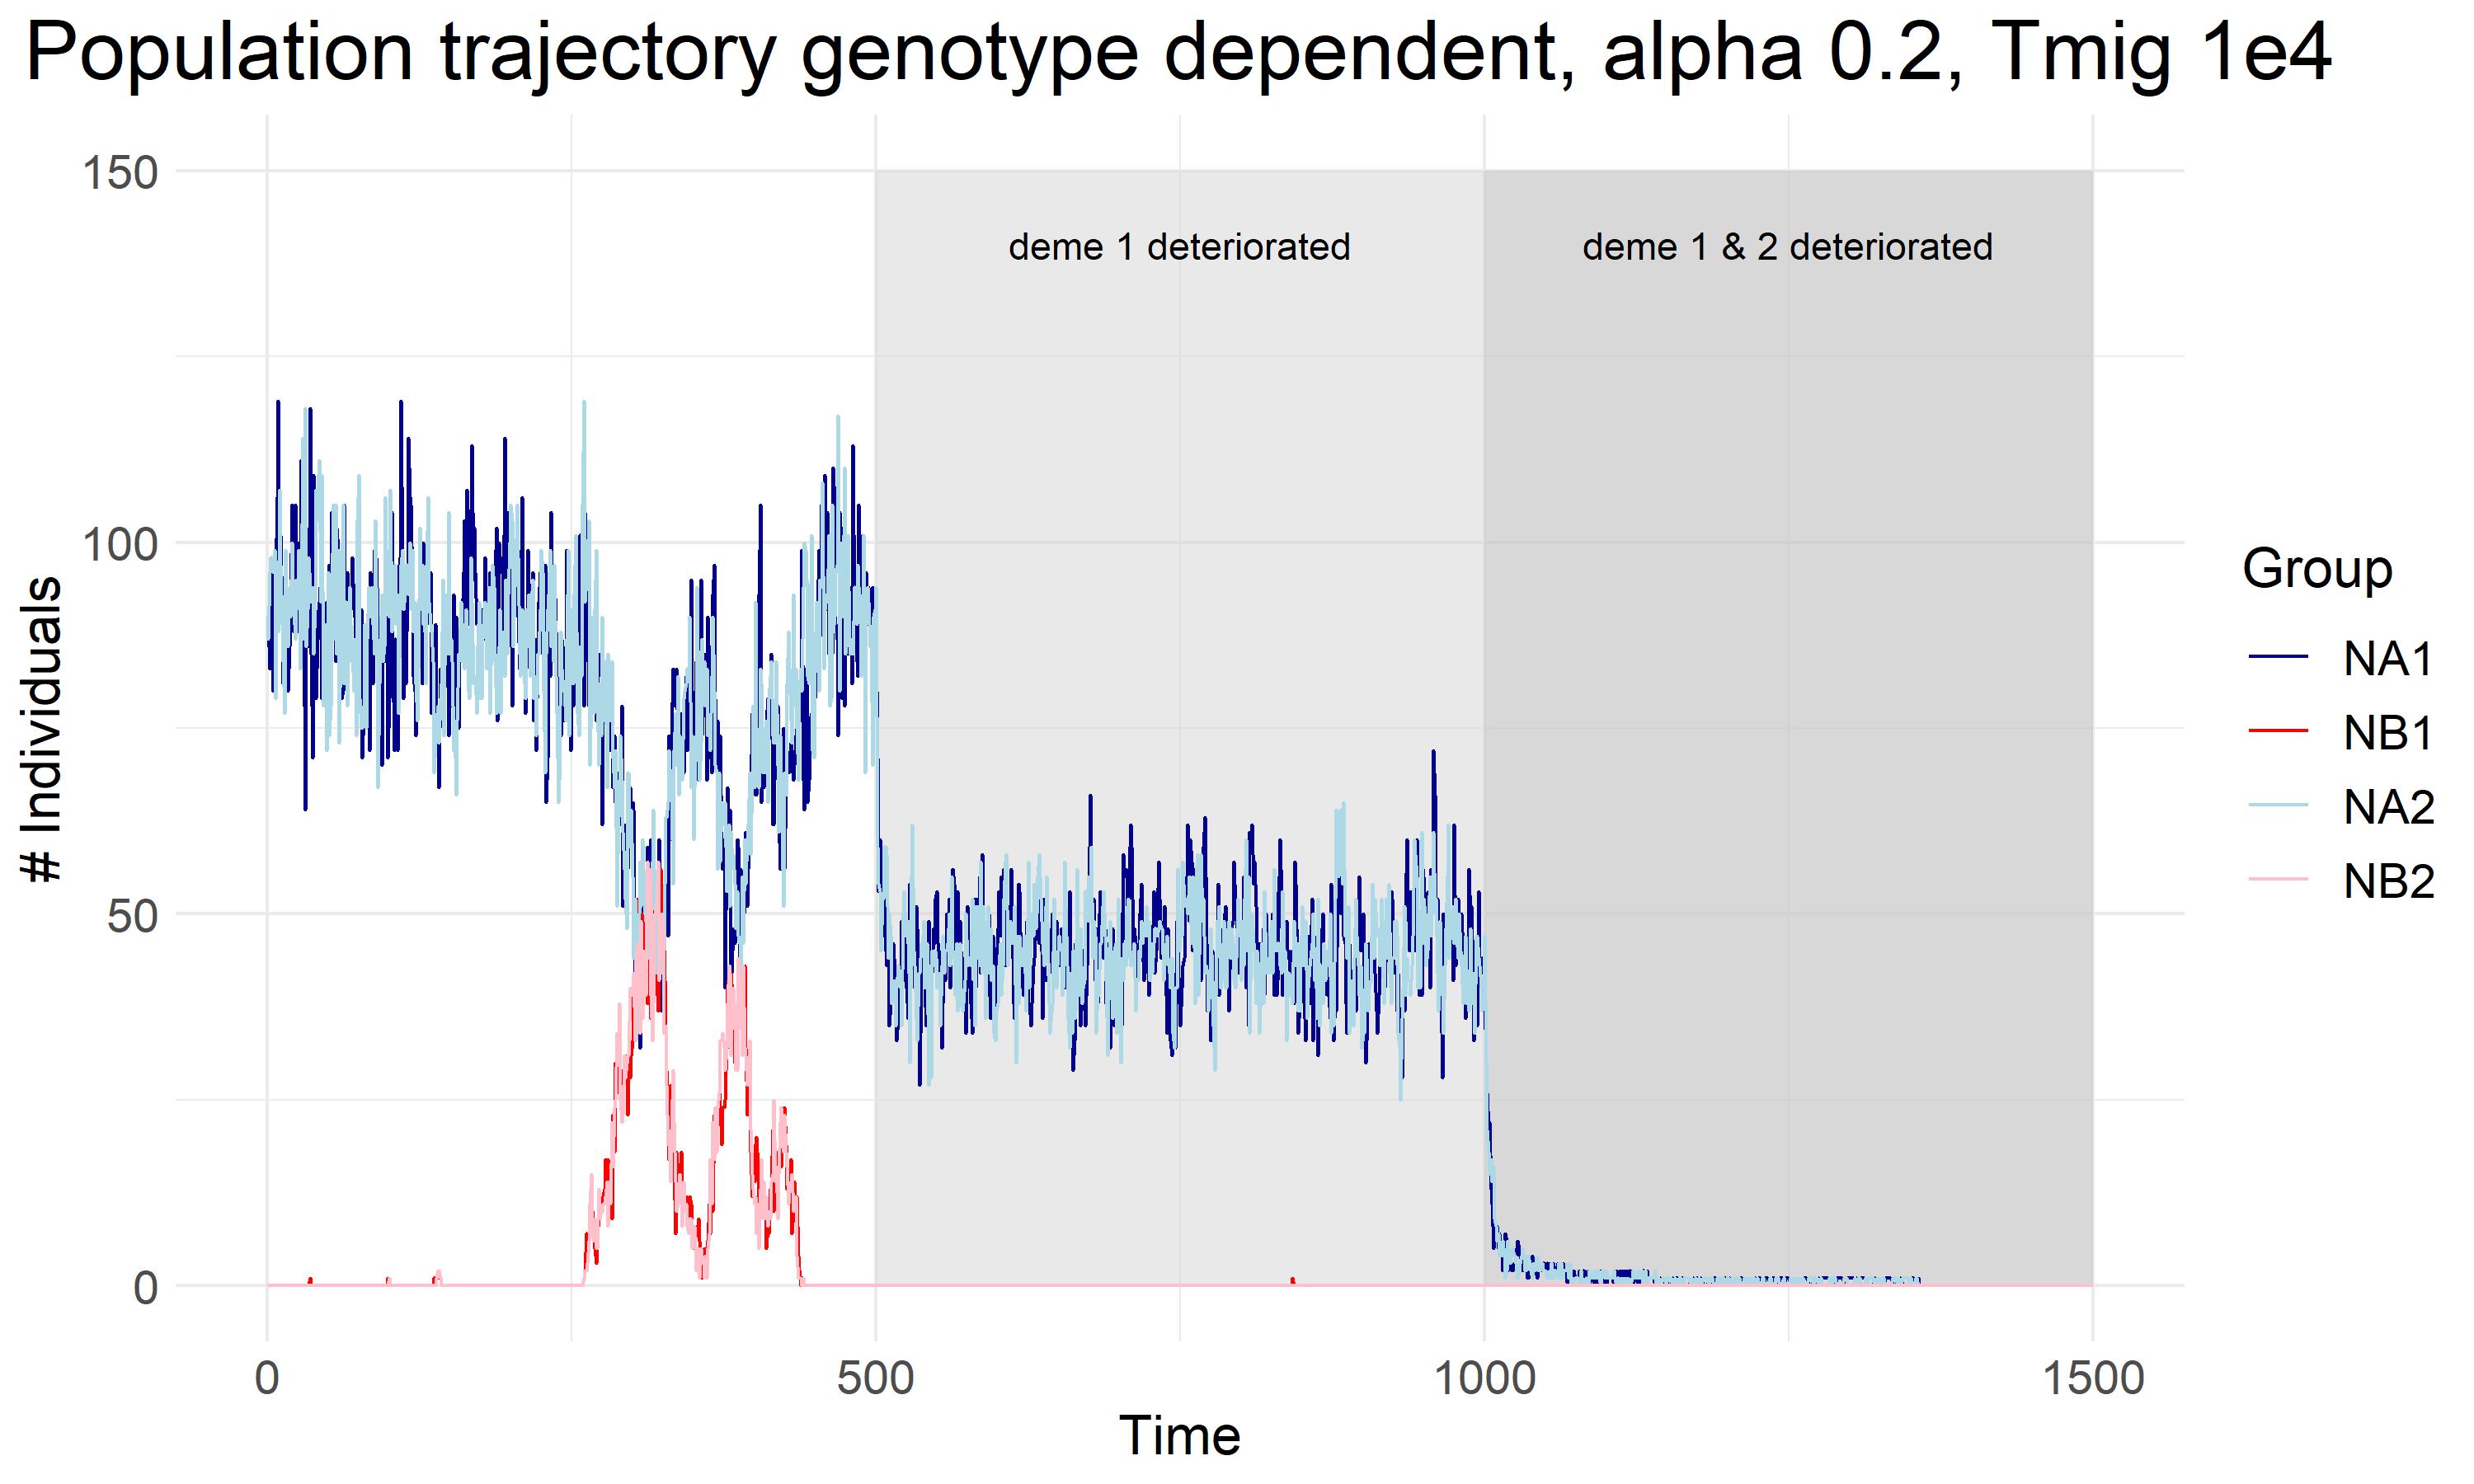 Population trajectory genotype dependent, alpha 0.2, Tmig 1e4
# Individuals
150
100
50
0
deme 1 deteriorated
deme 1 & 2 deteriorated
0
500
1000
1500
Time
Group
NA1
NB1
NA2
NB2